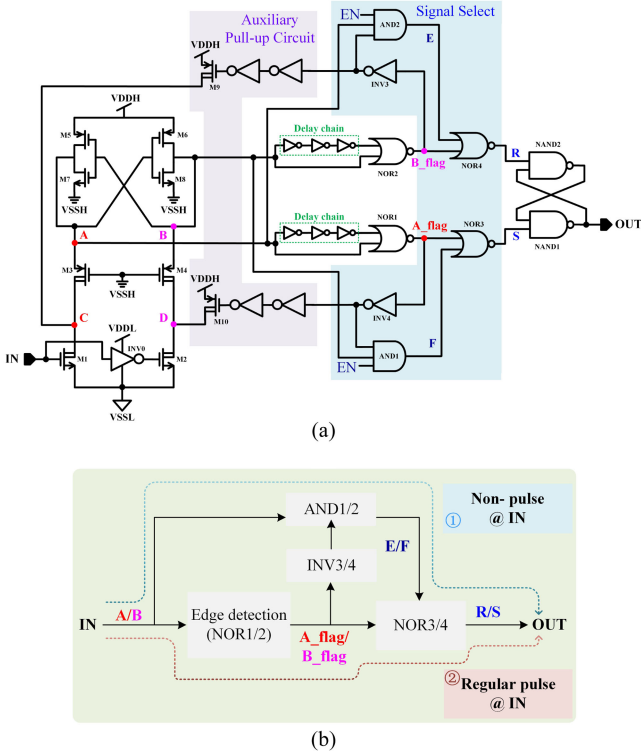 Auxiliary
Pull-up Circuit
Signal Select
EN
AND2
E
VDDH
M9
INV3
VDDH
M5
M6
M7
M8
VSSH
VSSH
Delay chain
NOR2
B_flag
NOR4
R
NAND2
A
B
Delay chain
NOR1
A_flag
NOR3
S
NAND1
OUT
M3
M4
VSSH
VDDH
M10
INV4
C
D
VDDL
INV0
IN
M1
M2
AND1
F
EN
VSSL
(a)
Non- pulse
@ IN
①
AND1/2
E/F
INV3/4
IN
A/B
Edge detection
(NOR1/2)
A_flag/
B_flag
NOR3/4
R/S
OUT
②
Regular pulse
@ IN
(b)